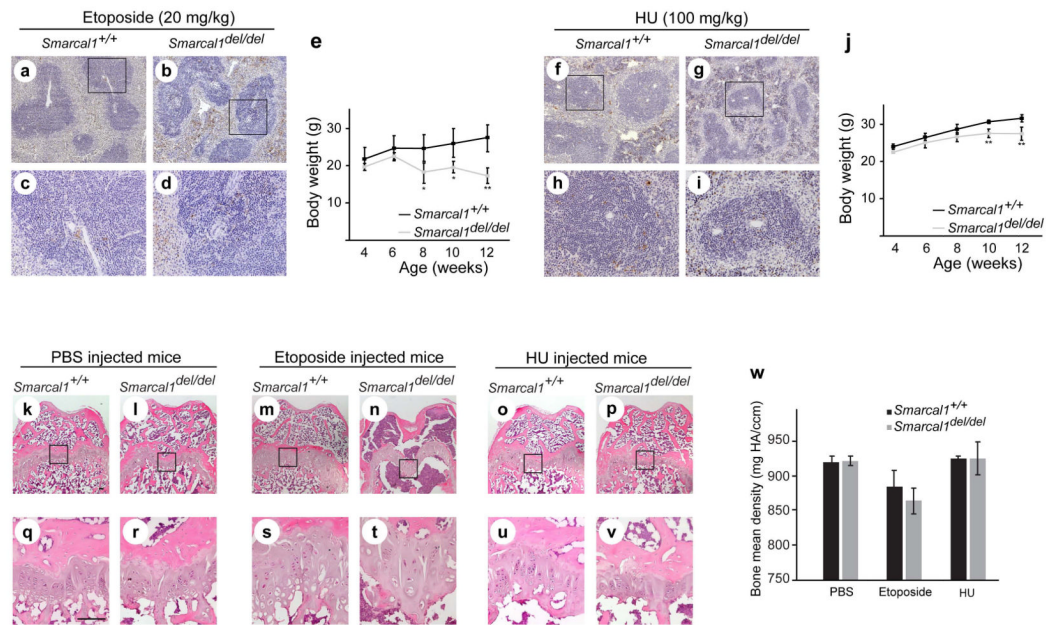 Etoposide (20 mg/kg)
Smarcal1+/+ Smarcal1del/del
a b
c d
e
Body weight (g)
30
20
10
Smarcal1+/+
Smarcal1del/del
* * **
4 6 8 10 12
Age (weeks)
HU (100 mg/kg)
Smarcal1+/+ Smarcal1del/del
f g
h i
j
Body weight (g)
30
20
10
** **
Smarcal1+/+
Smarcal1del/del
4 6 8 10 12
Age (weeks)
PBS injected mice
Smarcal1+/+ Smarcal1del/del
k l
q r
Etoposide injected mice
Smarcal1+/+ Smarcal1del/del
m n
s t
HU injected mice
Smarcal1+/+ Smarcal1del/del
o p
u v
w
Bone mean density (mg HA/ccm)
Smarcal1+/+
Smarcal1del/del
950
900
850
800
750
PBS Etoposide HU